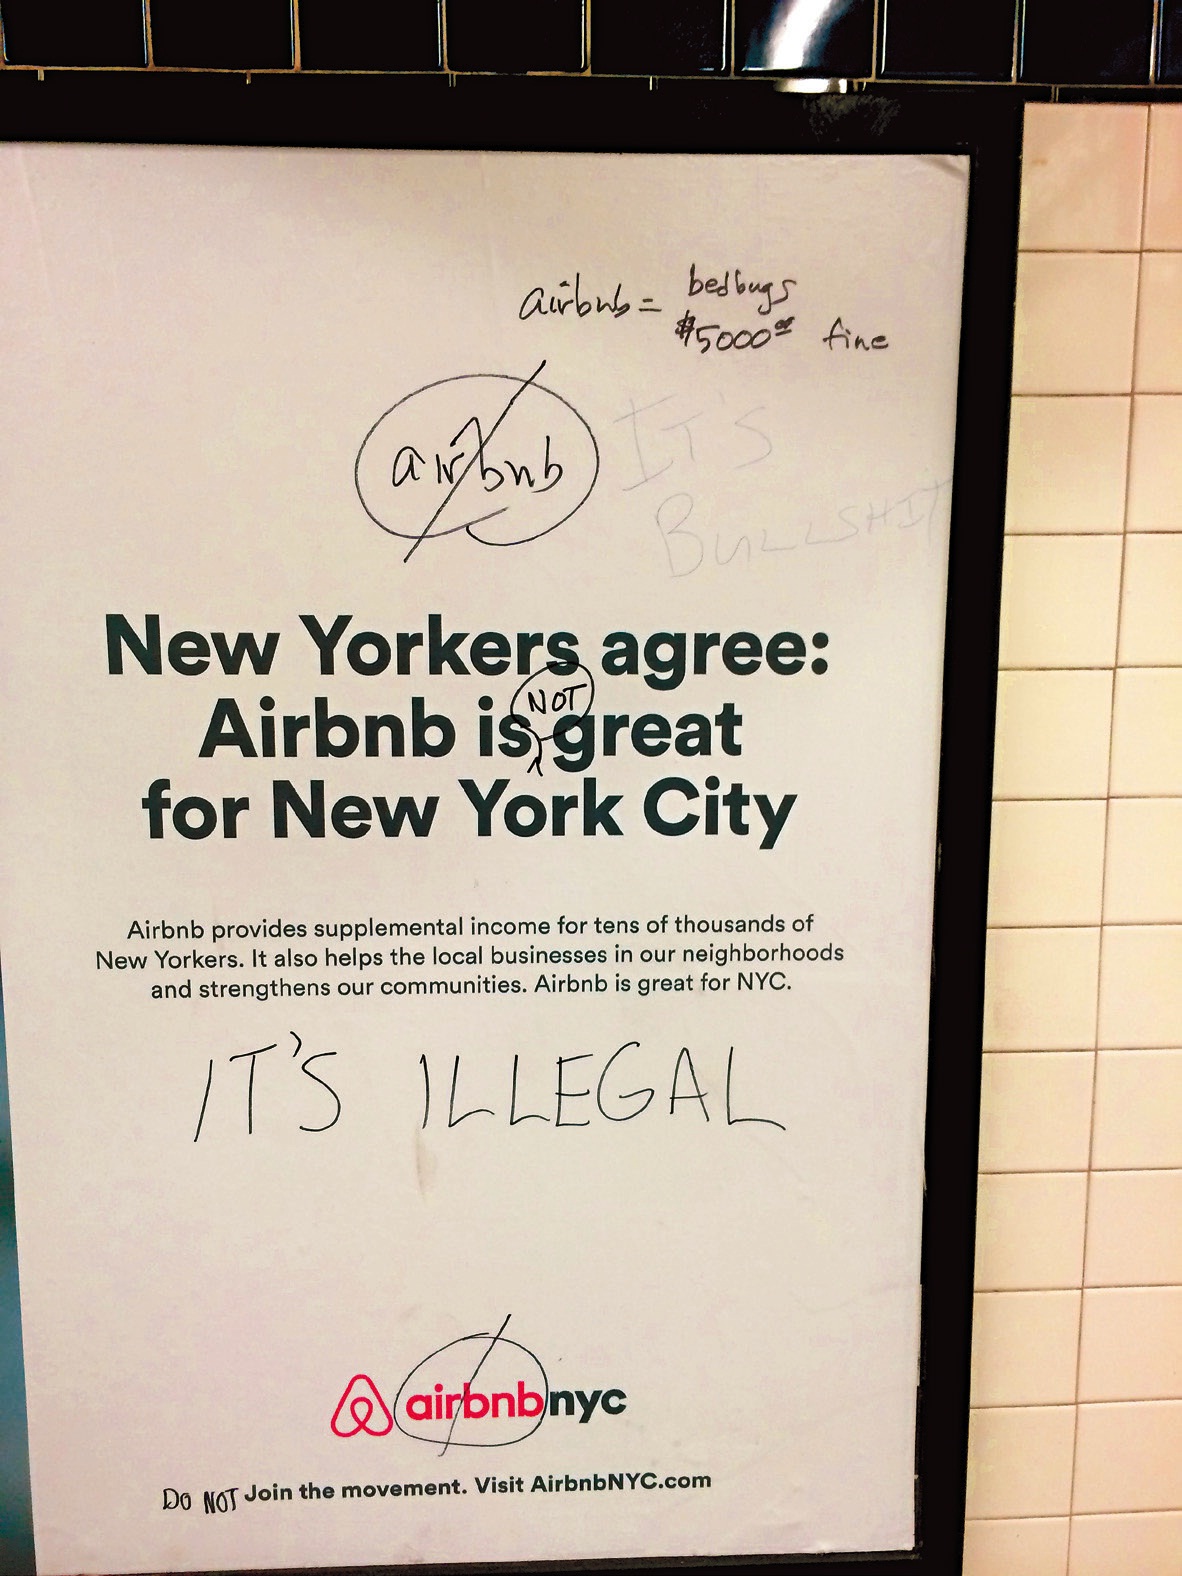 airbnb = bedbugs
$5000.00 fine
airbnb
IT'S
BULLSHIT
New Yorkers agree:
Airbnb is NOT great
for New York City
Airbnb provides supplemental income for tens of thousands of
New Yorkers. It also helps the local businesses in our neighborhoods
and strengthens our communities. Airbnb is great for NYC.
IT'S ILLEGAL
airbnbnyc
DO NOT Join the movement. Visit AirbnbNYC.com